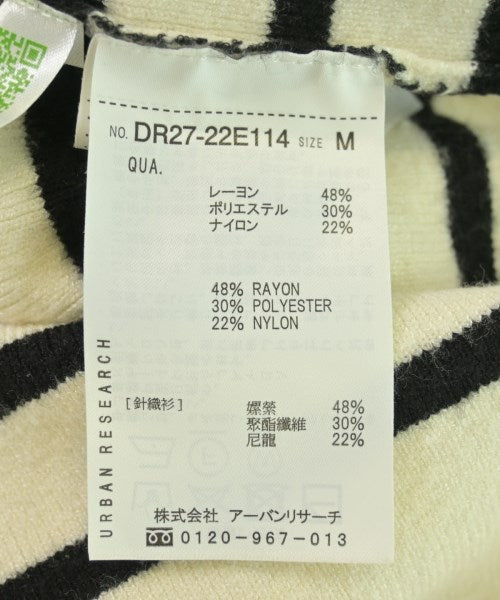 NO. DR27-22E114 SIZE M
QUA.
レーヨン 48%
ポリエステル 30%
ナイロン 22%
48% RAYON
30% POLYESTER
22% NYLON
URBAN RESEARCH
[針織衫] 嫘縈 48%
聚酯纖維 30%
尼龍 22%
株式会社 アーバンリサーチ
0120-967-013